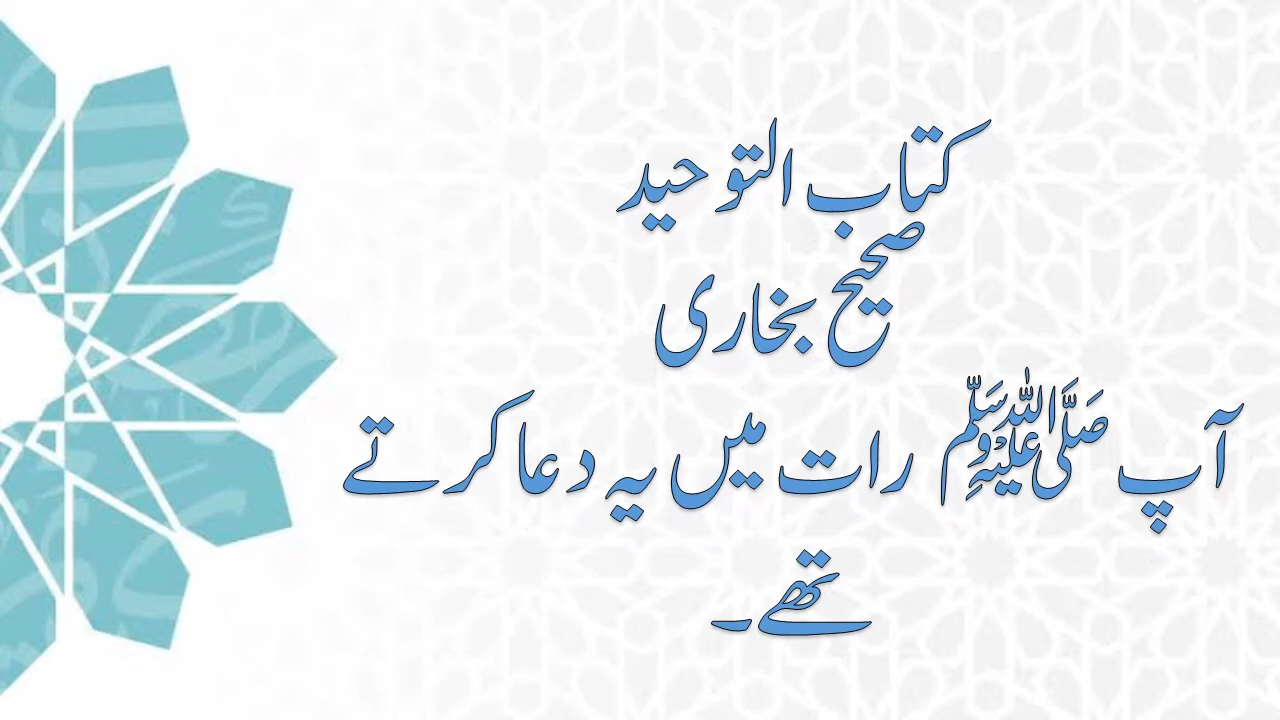 کتاب التوحید
صحیح بخاری
آپ ﷺ رات میں یہ دعا کرتے
تھے۔